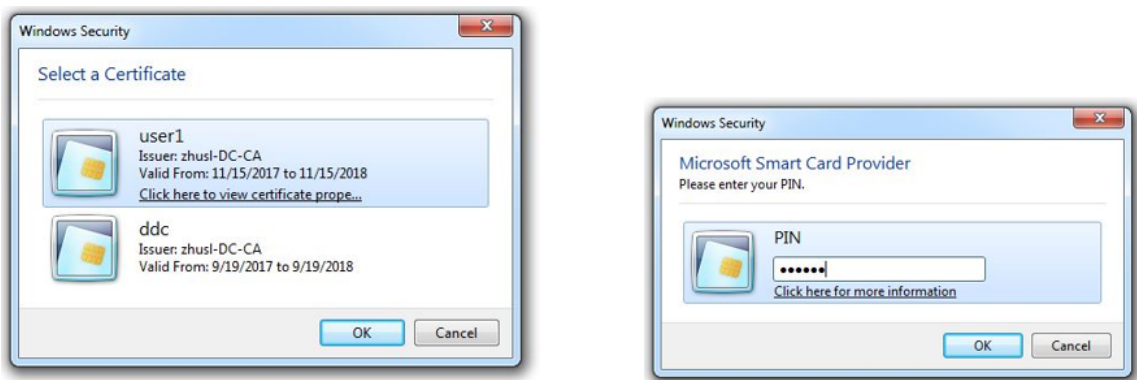 Windows Security
Select a Certificate
user1
Issuer: zhusl-DC-CA
Valid From: 11/15/2017 to 11/15/2018
Click here to view certificate prope...
ddc
Issuer: zhusl-DC-CA
Valid From: 9/19/2017 to 9/19/2018
OK
Cancel
Windows Security
Microsoft Smart Card Provider
Please enter your PIN.
PIN
••••••
Click here for more information
OK
Cancel